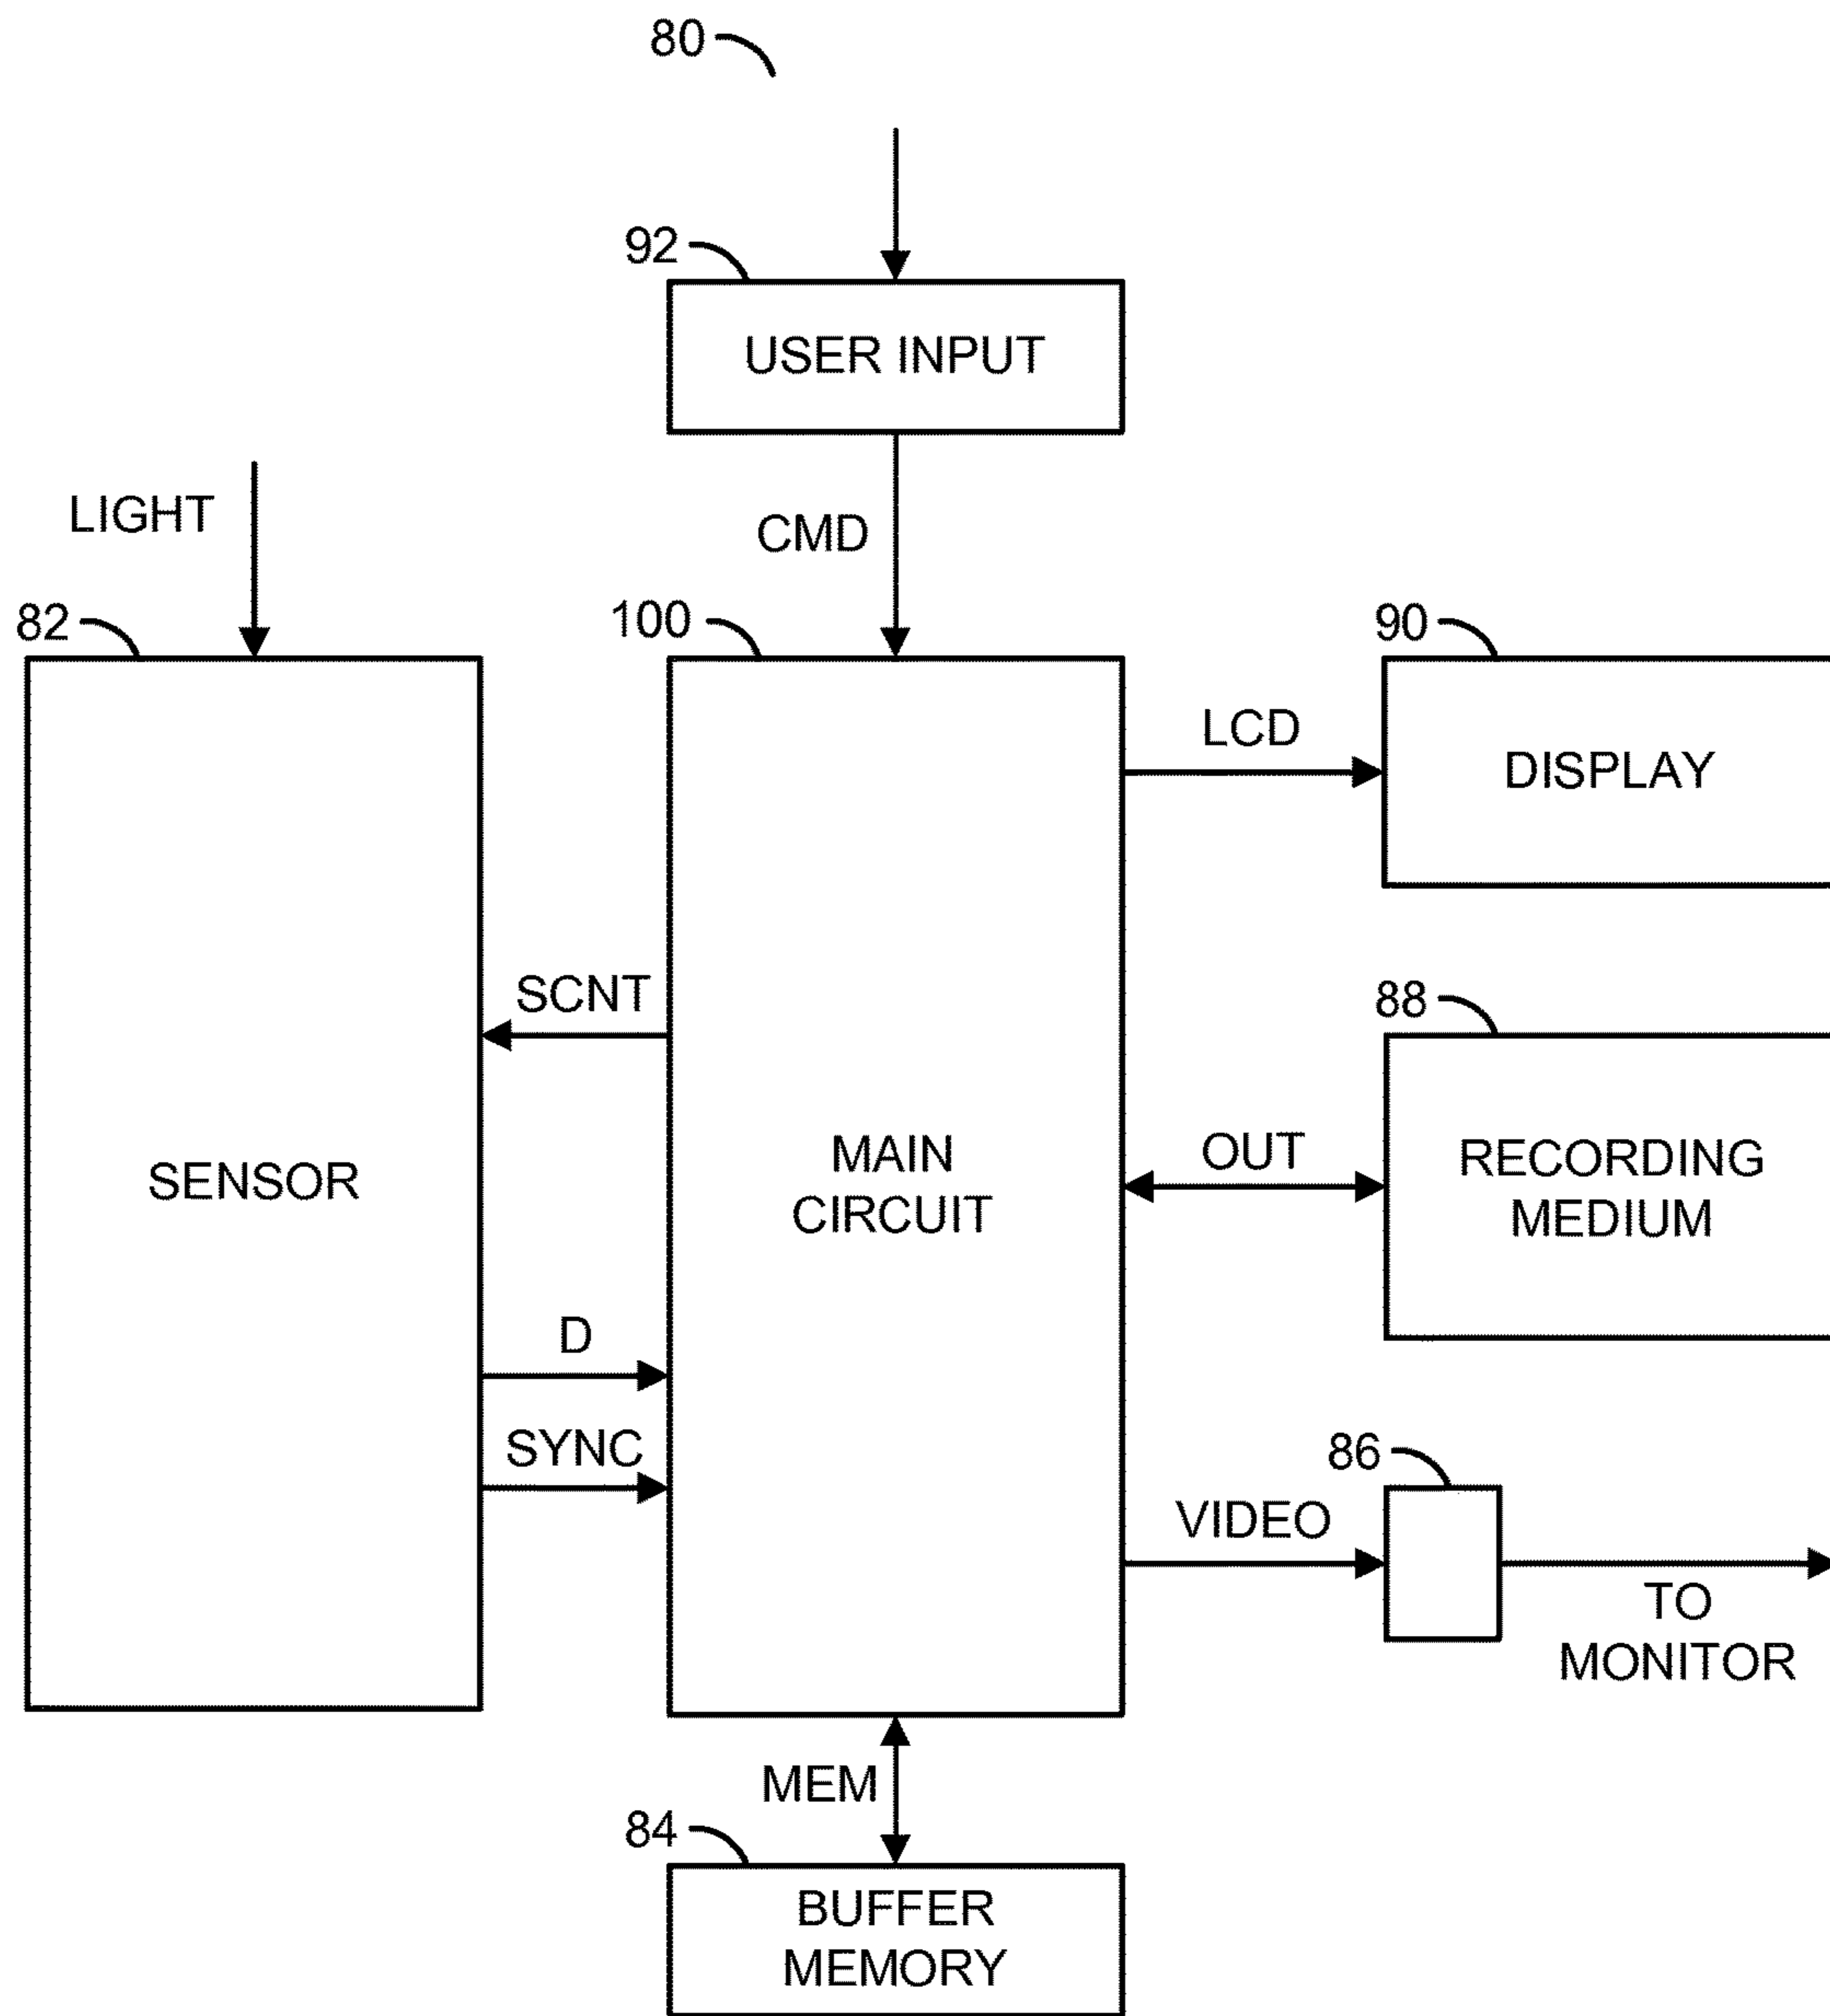 80
92
USER INPUT
LIGHT
CMD
82
100
90
LCD
DISPLAY
SCNT
88
SENSOR
MAIN
CIRCUIT
OUT
RECORDING
MEDIUM
D
SYNC
86
VIDEO
TO
MONITOR
MEM
84
BUFFER
MEMORY